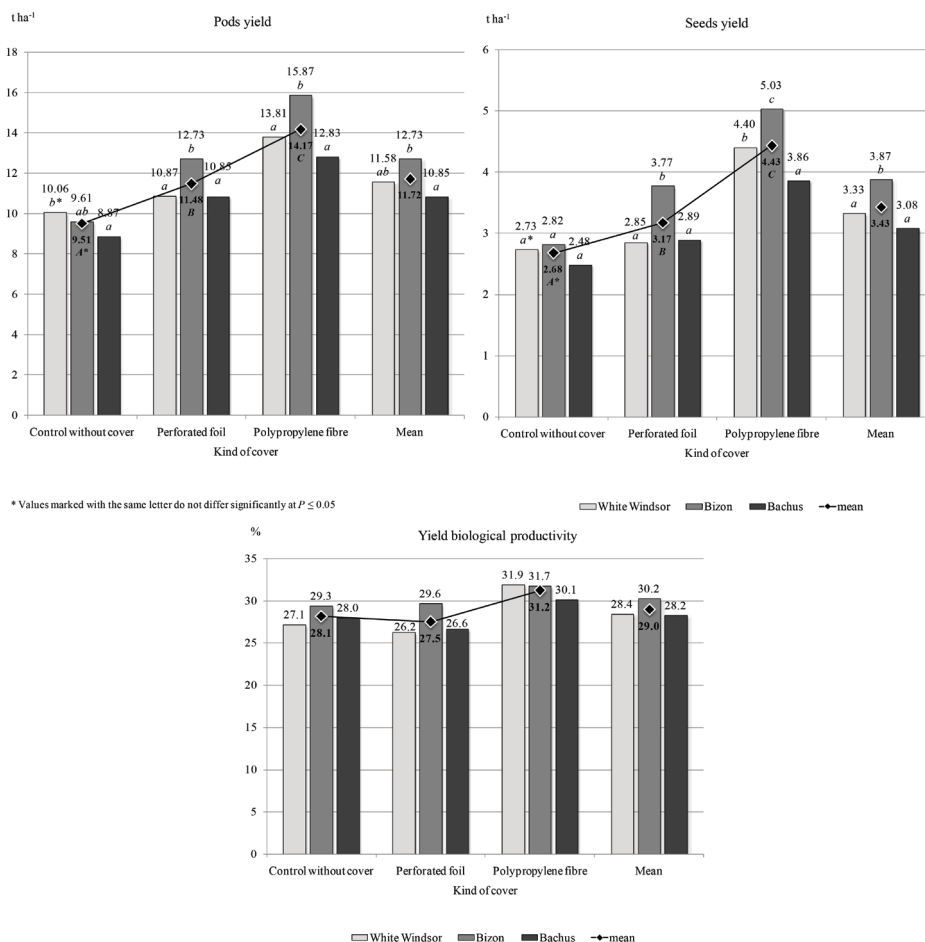 t ha-1
Pods yield
18
16
14
12
10
8
6
4
2
0
10.06
b*
9.61
ab
8.87
a
9.51
A*
10.87
a
12.73
b
10.85
a
11.48
B
13.81
a
15.87
b
12.83
a
14.17
C
11.58
ab
12.73
b
10.85
a
11.72
Control without cover
Perforated foil
Polypropylene fibre
Mean
Kind of cover
t ha-1
Seeds yield
6
5
4
3
2
1
0
2.73
a*
2.82
a
2.48
a
2.68
A*
2.85
a
3.77
b
2.89
a
3.17
B
4.40
b
5.03
c
3.86
a
4.43
C
3.33
a
3.87
b
3.08
a
3.43
Control without cover
Perforated foil
Polypropylene fibre
Mean
Kind of cover
* Values marked with the same letter do not differ significantly at P ≤ 0.05
White Windsor Bizon Bachus mean
%
Yield biological productivity
35
30
25
20
15
10
5
0
27.1
29.3
28.0
28.1
26.2
29.6
26.6
27.5
31.9
31.7
30.1
31.2
28.4
30.2
28.2
29.0
Control without cover
Perforated foil
Polypropylene fibre
Mean
Kind of cover
White Windsor Bizon Bachus mean